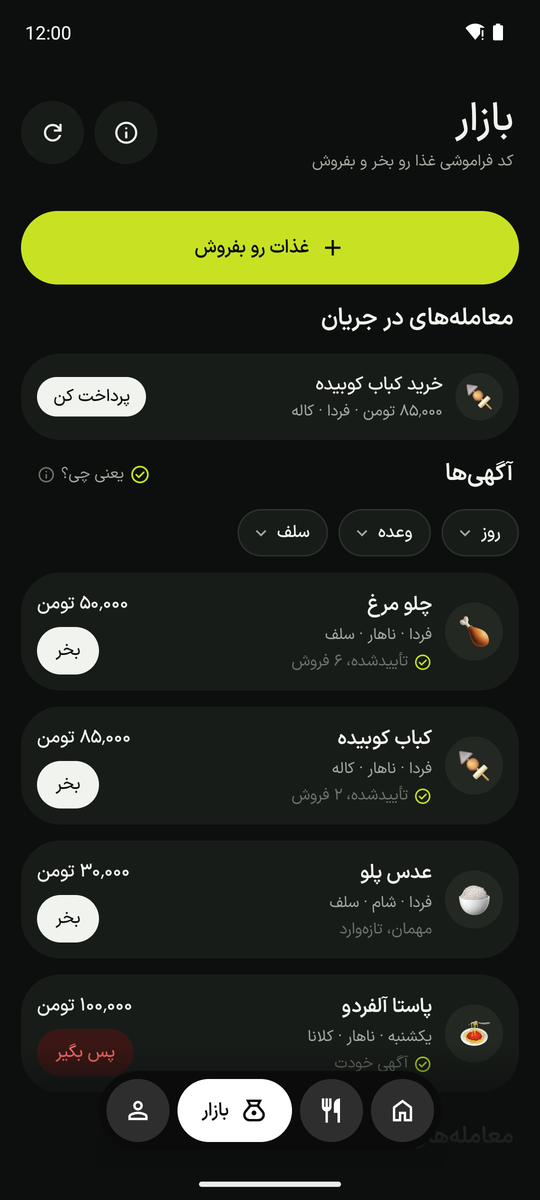 12:00
بازار
کد فراموشی غذا رو بخر و بفروش
غذات رو بفروش
معامله‌های در جریان
خرید کباب کوبیده
۸۵,۰۰۰ تومن · فردا · کاله
پرداخت کن
آگهی‌ها
یعنی چی؟
روز
وعده
سلف
چلو مرغ
۵۰,۰۰۰ تومن
فردا · ناهار · سلف
تأییدشده، ۶ فروش
بخر
کباب کوبیده
۸۵,۰۰۰ تومن
فردا · ناهار · کاله
تأییدشده، ۲ فروش
بخر
عدس پلو
۳۰,۰۰۰ تومن
فردا · شام · سلف
مهمان، تازه‌وارد
بخر
پاستا آلفردو
۱۰۰,۰۰۰ تومن
یکشنبه · ناهار · کلانا
آگهی خودت
پس بگیر
بازار